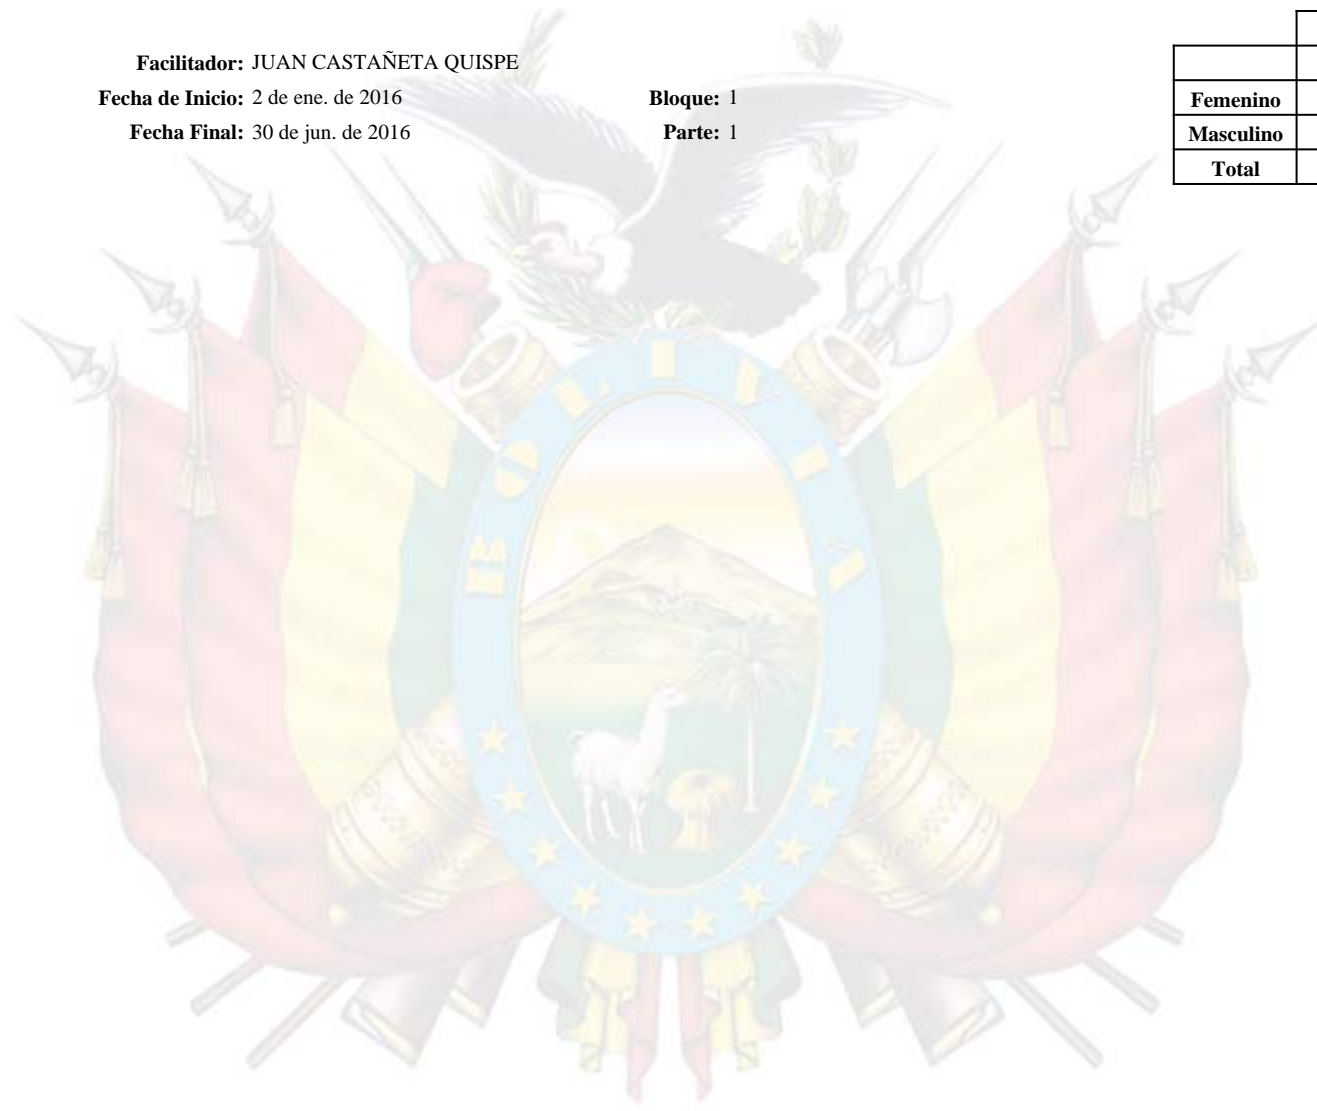 Facilitador: JUAN CASTAÑETA QUISPE
Fecha de Inicio: 2 de ene. de 2016 Bloque: 1
Fecha Final: 30 de jun. de 2016 Parte: 1
Femenino
Masculino
Total
BOLIVIA